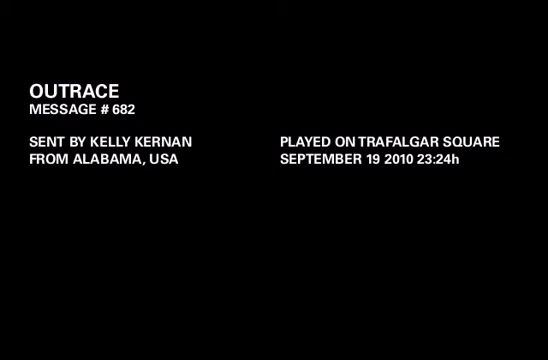 OUTRACE
MESSAGE # 682
SENT BY KELLY KERNAN
FROM ALABAMA, USA
PLAYED ON TRAFALGAR SQUARE
SEPTEMBER 19 2010 23:24h